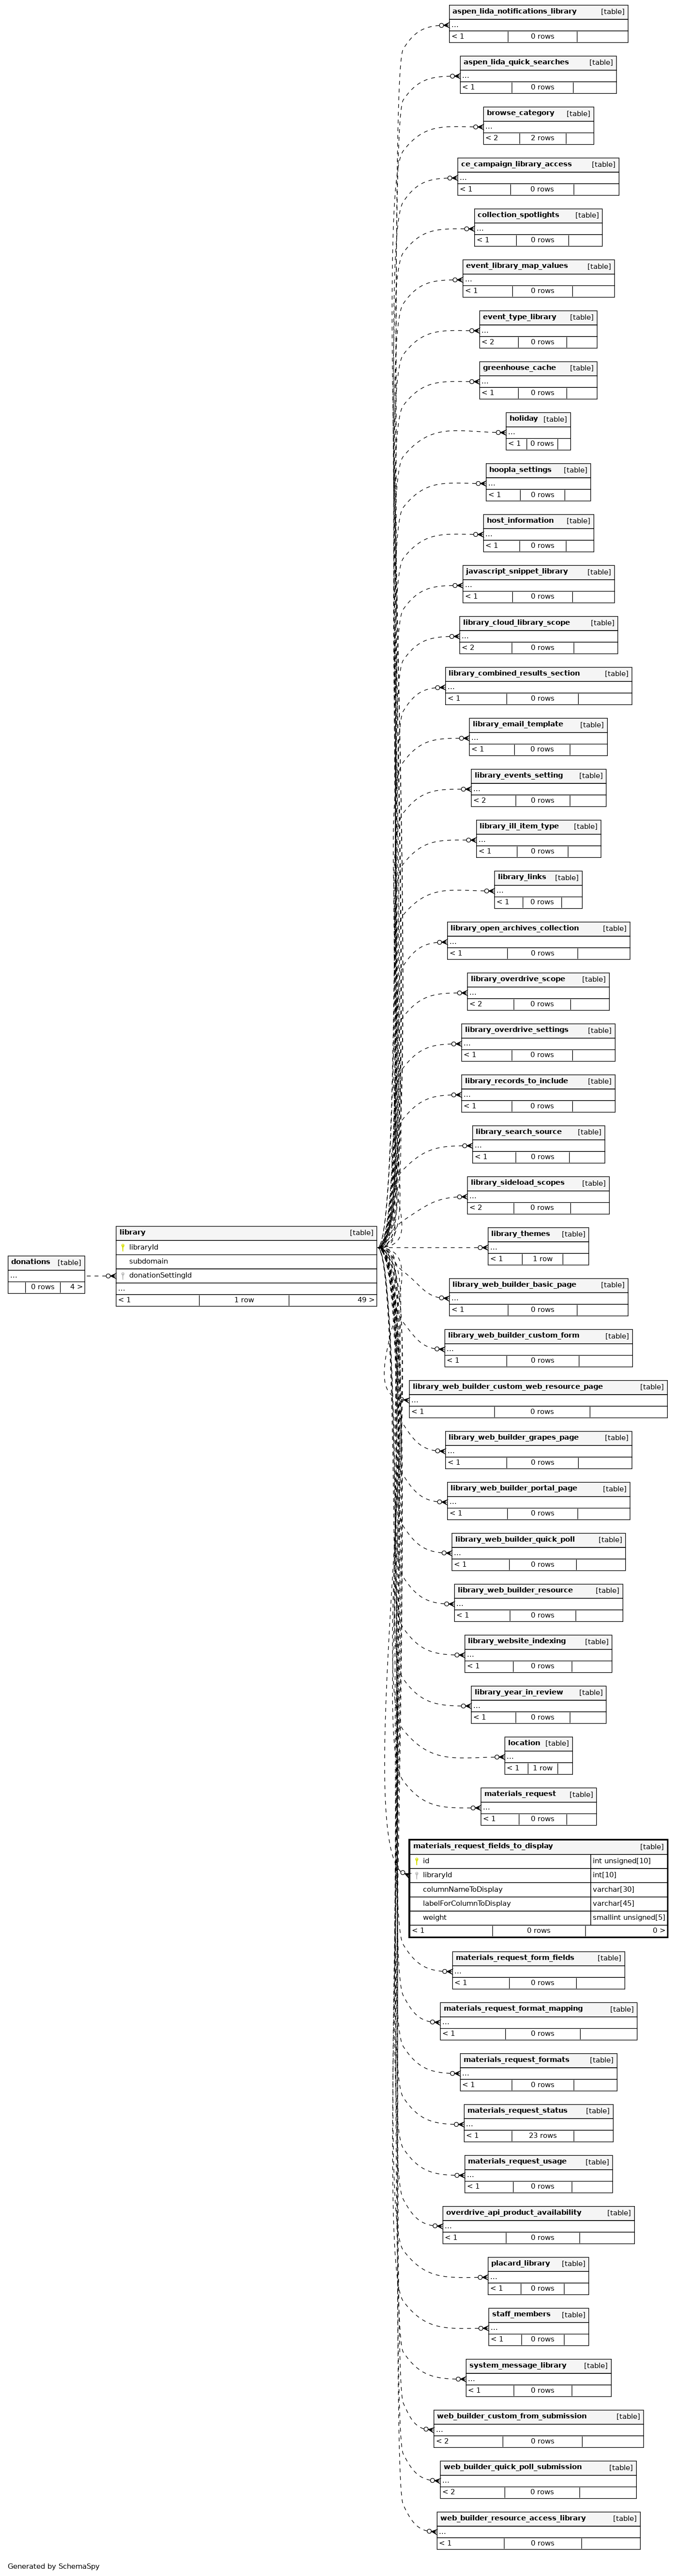 aspen_lida_notifications_library [table]
...
< 1 0 rows
aspen_lida_quick_searches [table]
...
< 1 0 rows
browse_category [table]
...
< 2 2 rows
ce_campaign_library_access [table]
...
< 1 0 rows
collection_spotlights [table]
...
< 1 0 rows
event_library_map_values [table]
...
< 1 0 rows
event_type_library [table]
...
< 2 0 rows
greenhouse_cache [table]
...
< 1 0 rows
holiday [table]
...
< 1 0 rows
hoopla_settings [table]
...
< 1 0 rows
host_information [table]
...
< 1 0 rows
javascript_snippet_library [table]
...
< 1 0 rows
library_cloud_library_scope [table]
...
< 2 0 rows
library_combined_results_section [table]
...
< 1 0 rows
library_email_template [table]
...
< 1 0 rows
library_events_setting [table]
...
< 2 0 rows
library_ill_item_type [table]
...
< 1 0 rows
library_links [table]
...
< 1 0 rows
library_open_archives_collection [table]
...
< 1 0 rows
library_overdrive_scope [table]
...
< 2 0 rows
library_overdrive_settings [table]
...
< 1 0 rows
library_records_to_include [table]
...
< 1 0 rows
library_search_source [table]
...
< 1 0 rows
library_sideload_scopes [table]
...
< 2 0 rows
donations [table]
...
0 rows 4 >
library [table]
libraryId
subdomain
donationSettingId
...
< 1 1 row 49 >
library_themes [table]
...
< 1 1 row
library_web_builder_basic_page [table]
...
< 1 0 rows
library_web_builder_custom_form [table]
...
< 1 0 rows
library_web_builder_custom_web_resource_page [table]
...
< 1 0 rows
library_web_builder_grapes_page [table]
...
< 1 0 rows
library_web_builder_portal_page [table]
...
< 1 0 rows
library_web_builder_quick_poll [table]
...
< 1 0 rows
library_web_builder_resource [table]
...
< 1 0 rows
library_website_indexing [table]
...
< 1 0 rows
library_year_in_review [table]
...
< 1 0 rows
location [table]
...
< 1 1 row
materials_request [table]
...
< 1 0 rows
materials_request_fields_to_display [table]
id int unsigned[10]
libraryId int[10]
columnNameToDisplay varchar[30]
labelForColumnToDisplay varchar[45]
weight smallint unsigned[5]
< 1 0 rows 0 >
materials_request_form_fields [table]
...
< 1 0 rows
materials_request_format_mapping [table]
...
< 1 0 rows
materials_request_formats [table]
...
< 1 0 rows
materials_request_status [table]
...
< 1 23 rows
materials_request_usage [table]
...
< 1 0 rows
overdrive_api_product_availability [table]
...
< 1 0 rows
placard_library [table]
...
< 1 0 rows
staff_members [table]
...
< 1 0 rows
system_message_library [table]
...
< 1 0 rows
web_builder_custom_from_submission [table]
...
< 2 0 rows
web_builder_quick_poll_submission [table]
...
< 2 0 rows
web_builder_resource_access_library [table]
...
< 1 0 rows
Generated by SchemaSpy